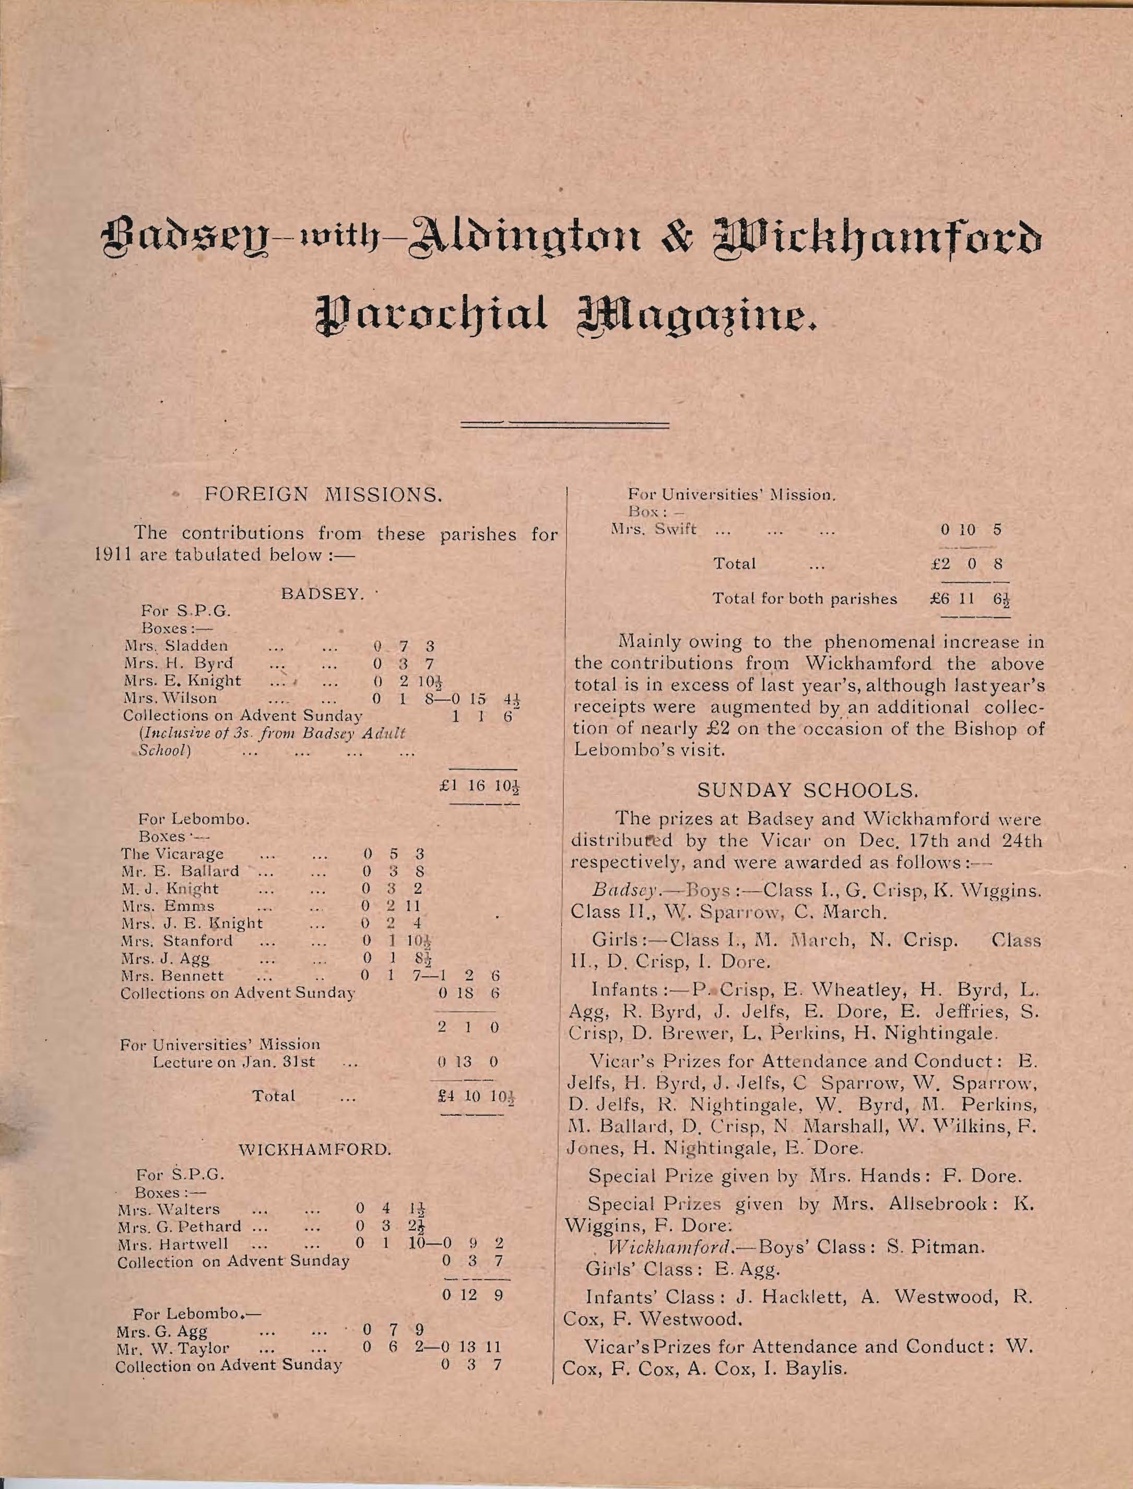 Badsey-with-Aldington & Wickhamford
Parochial Magazine.
FOREIGN MISSIONS.
The contributions from these parishes for
1911 are tabulated below :—
BADSEY.
For S.P.G.
Boxes :—
Mrs. Sladden ... ... 0 7 3
Mrs. H. Byrd ... ... 0 3 7
Mrs. E. Knight ... ... 0 2 10½
Mrs. Wilson .... ... 0 1 8—0 15 4½
Collections on Advent Sunday 1 1 6
(Inclusive of 3s. from Badsey Adult
School) ... ... ... ...
£1 16 10½
For Lebombo.
Boxes :—
The Vicarage ... ... 0 5 3
Mr. E. Ballard ... ... 0 3 8
M. J. Knight ... ... 0 3 2
Mrs. Emms ... ... 0 2 11
Mrs. J. E. Knight ... 0 2 4
Mrs. Stanford ... ... 0 1 10½
Mrs. J. Agg ... ... 0 1 8½
Mrs. Bennett ... .. 0 1 7—1 2 6
Collections on Advent Sunday 0 18 6
2 1 0
For Universities' Mission
Lecture on Jan. 31st ... 0 13 0
Total ... £4 10 10½
WICKHAMFORD.
For S.P.G.
Boxes :—
Mrs. Walters ... ... 0 4 1½
Mrs. G. Pethard ... ... 0 3 2½
Mrs. Hartwell ... ... 0 1 10—0 9 2
Collection on Advent Sunday 0 3 7
0 12 9
For Lebombo.—
Mrs. G. Agg ... ... 0 7 9
Mr. W. Taylor ... ... 0 6 2—0 13 11
Collection on Advent Sunday 0 3 7
For Universities' Mission.
Box : –
Mrs. Swift ... ... ... 0 10 5
Total ... £2 0 8
Total for both parishes £6 11 6½
Mainly owing to the phenomenal increase in
the contributions from Wickhamford the above
total is in excess of last year's, although lastyear's
receipts were augmented by an additional collec-
tion of nearly £2 on the occasion of the Bishop of
Lebombo's visit.
SUNDAY SCHOOLS.
The prizes at Badsey and Wickhamford were
distributed by the Vicar on Dec. 17th and 24th
respectively, and were awarded as follows :—
Badsey.—Boys :—Class I., G. Crisp, K. Wiggins.
Class II., W. Sparrow, C. March.
Girls :—Class I., M. March, N. Crisp. Class
II., D. Crisp, I. Dore.
Infants :—P. Crisp, E. Wheatley, H. Byrd, L.
Agg, R. Byrd, J. Jelfs, E. Dore, E. Jeffries, S.
Crisp, D. Brewer, L. Perkins, H. Nightingale.
Vicar's Prizes for Attendance and Conduct : E.
Jelfs, H. Byrd, J. Jelfs, C Sparrow, W. Sparrow,
D. Jelfs, R. Nightingale, W. Byrd, M. Perkins,
M. Ballard, D. Crisp, N Marshall, W. Wilkins, F.
Jones, H. Nightingale, E. Dore.
Special Prize given by Mrs. Hands : F. Dore.
Special Prizes given by Mrs. Allsebrook : K.
Wiggins, F. Dore.
Wickhamford.—Boys' Class : S. Pitman.
Girls' Class : E. Agg.
Infants' Class : J. Hacklett, A. Westwood, R.
Cox, F. Westwood.
Vicar's Prizes for Attendance and Conduct : W.
Cox, F. Cox, A. Cox, I. Baylis.